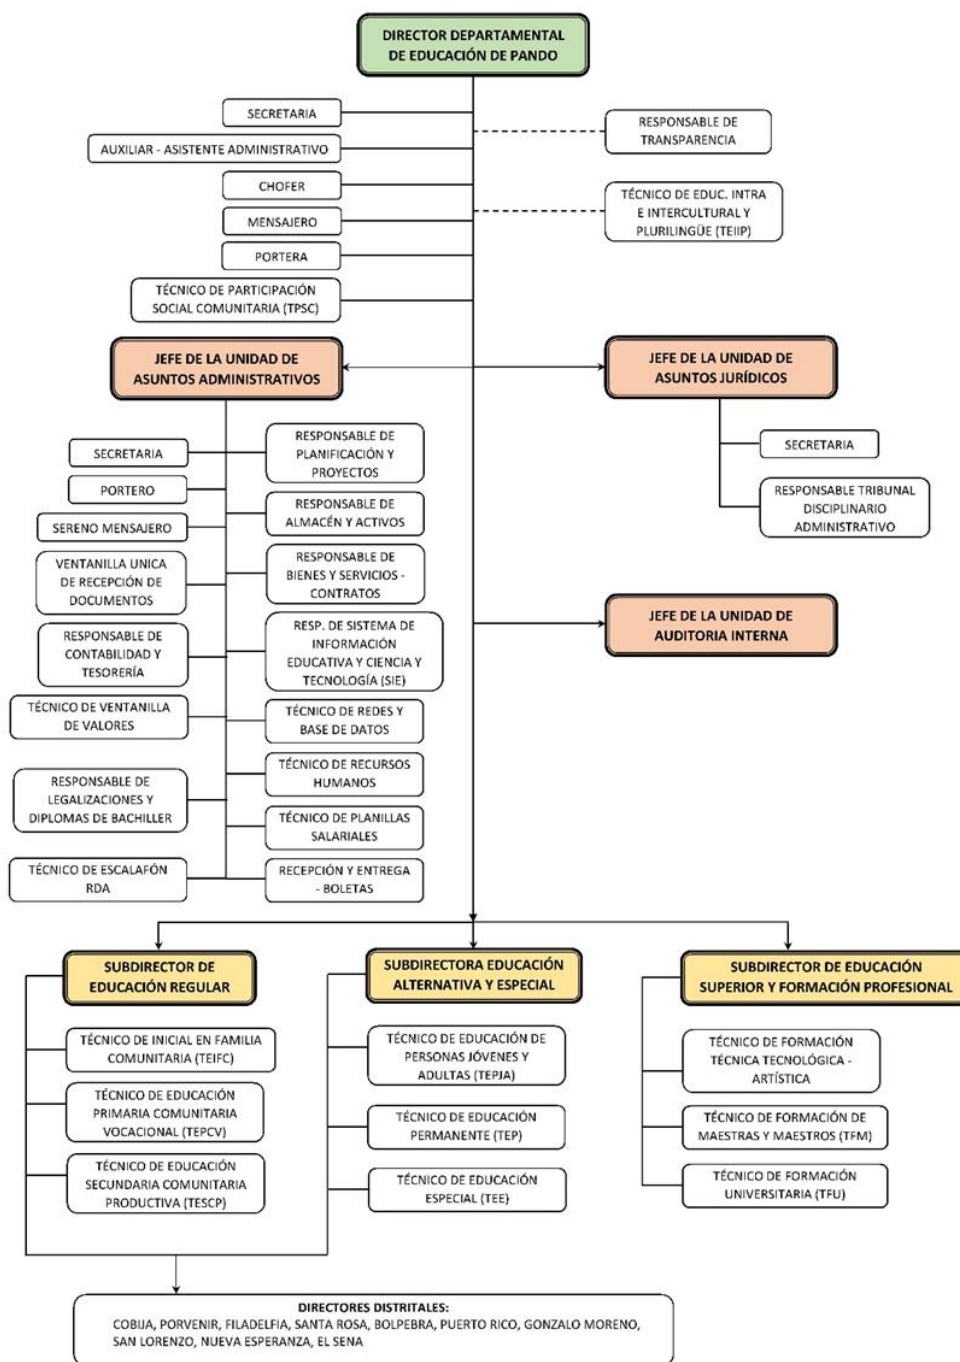 DIRECTOR DEPARTAMENTAL
DE EDUCACIÓN DE PANDO
SECRETARIA
RESPONSABLE DE
TRANSPARENCIA
AUXILIAR - ASISTENTE ADMINISTRATIVO
CHOFER
TÉCNICO DE EDUC. INTRA
E INTERCULTURAL Y
PLURILINGÜE (TEIIP)
MENSAJERO
PORTERA
TÉCNICO DE PARTICIPACIÓN
SOCIAL COMUNITARIA (TPSC)
JEFE DE LA UNIDAD DE
ASUNTOS ADMINISTRATIVOS
JEFE DE LA UNIDAD DE
ASUNTOS JURÍDICOS
SECRETARIA
PORTERO
SERENO MENSAJERO
VENTANILLA UNICA
DE RECEPCIÓN DE
DOCUMENTOS
RESPONSABLE DE
CONTABILIDAD Y
TESORERÍA
TÉCNICO DE VENTANILLA
DE VALORES
RESPONSABLE DE
LEGALIZACIONES Y
DIPLOMAS DE BACHILLER
TÉCNICO DE ESCALAFÓN
RDA
RESPONSABLE DE
PLANIFICACIÓN Y
PROYECTOS
RESPONSABLE DE
ALMACÉN Y ACTIVOS
RESPONSABLE DE
BIENES Y SERVICIOS -
CONTRATOS
RESP. DE SISTEMA DE
INFORMACIÓN
EDUCATIVA Y CIENCIA Y
TECNOLOGÍA (SIE)
TÉCNICO DE REDES Y
BASE DE DATOS
TÉCNICO DE RECURSOS
HUMANOS
TÉCNICO DE PLANILLAS
SALARIALES
RECEPCIÓN Y ENTREGA
- BOLETAS
SECRETARIA
RESPONSABLE TRIBUNAL
DISCIPLINARIO
ADMINISTRATIVO
JEFE DE LA UNIDAD DE
AUDITORIA INTERNA
SUBDIRECTOR DE
EDUCACIÓN REGULAR
TÉCNICO DE INICIAL EN FAMILIA
COMUNITARIA (TEIFC)
TÉCNICO DE EDUCACIÓN
PRIMARIA COMUNITARIA
VOCACIONAL (TEPCV)
TÉCNICO DE EDUCACIÓN
SECUNDARIA COMUNITARIA
PRODUCTIVA (TESCP)
SUBDIRECTORA EDUCACIÓN
ALTERNATIVA Y ESPECIAL
TÉCNICO DE EDUCACIÓN DE
PERSONAS JÓVENES Y
ADULTAS (TEPJA)
TÉCNICO DE EDUCACIÓN
PERMANENTE (TEP)
TÉCNICO DE EDUCACIÓN
ESPECIAL (TEE)
SUBDIRECTOR DE EDUCACIÓN
SUPERIOR Y FORMACIÓN PROFESIONAL
TÉCNICO DE FORMACIÓN
TÉCNICA TECNOLÓGICA -
ARTÍSTICA
TÉCNICO DE FORMACIÓN DE
MAESTRAS Y MAESTROS (TFM)
TÉCNICO DE FORMACIÓN
UNIVERSITARIA (TFU)
DIRECTORES DISTRITALES:
COBIJA, PORVENIR, FILADELFIA, SANTA ROSA, BOLPEBRA, PUERTO RICO, GONZALO MORENO,
SAN LORENZO, NUEVA ESPERANZA, EL SENA